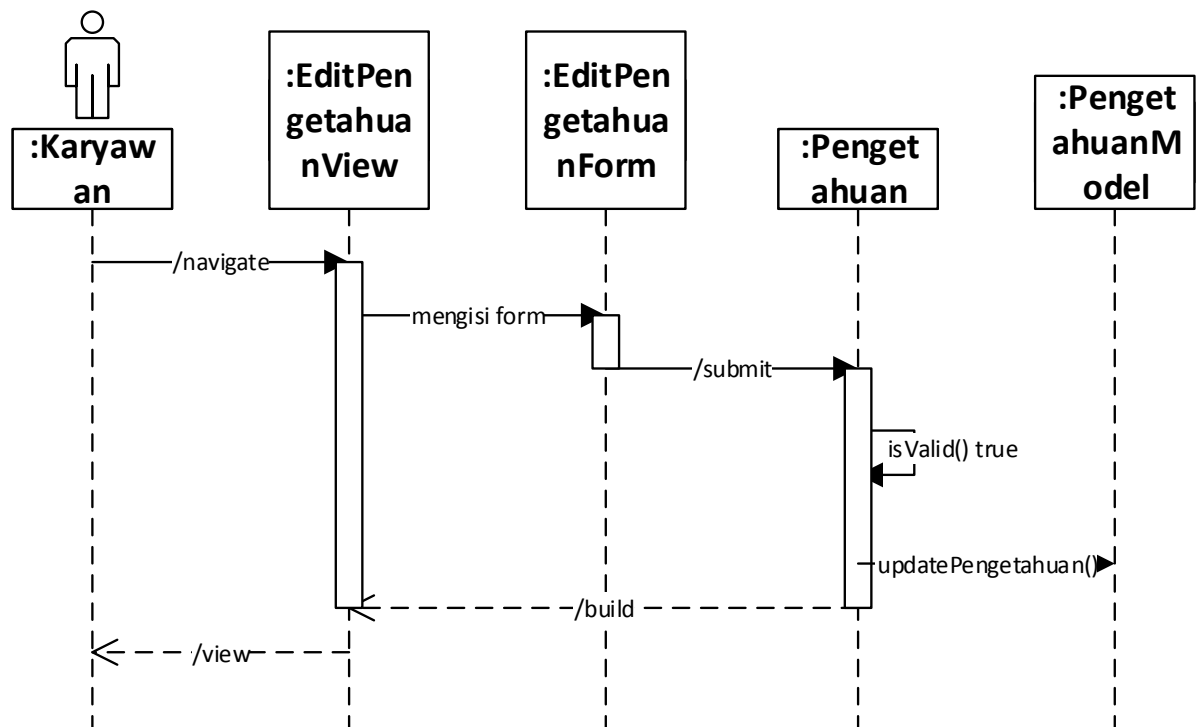 :Karyaw
an
:EditPen
getahua
nView
:EditPen
getahua
nForm
:Penget
ahuan
:Penget
ahuanM
odel
/navigate
mengisi form
/submit
isValid() true
updatePengetahuan()
/build
/view